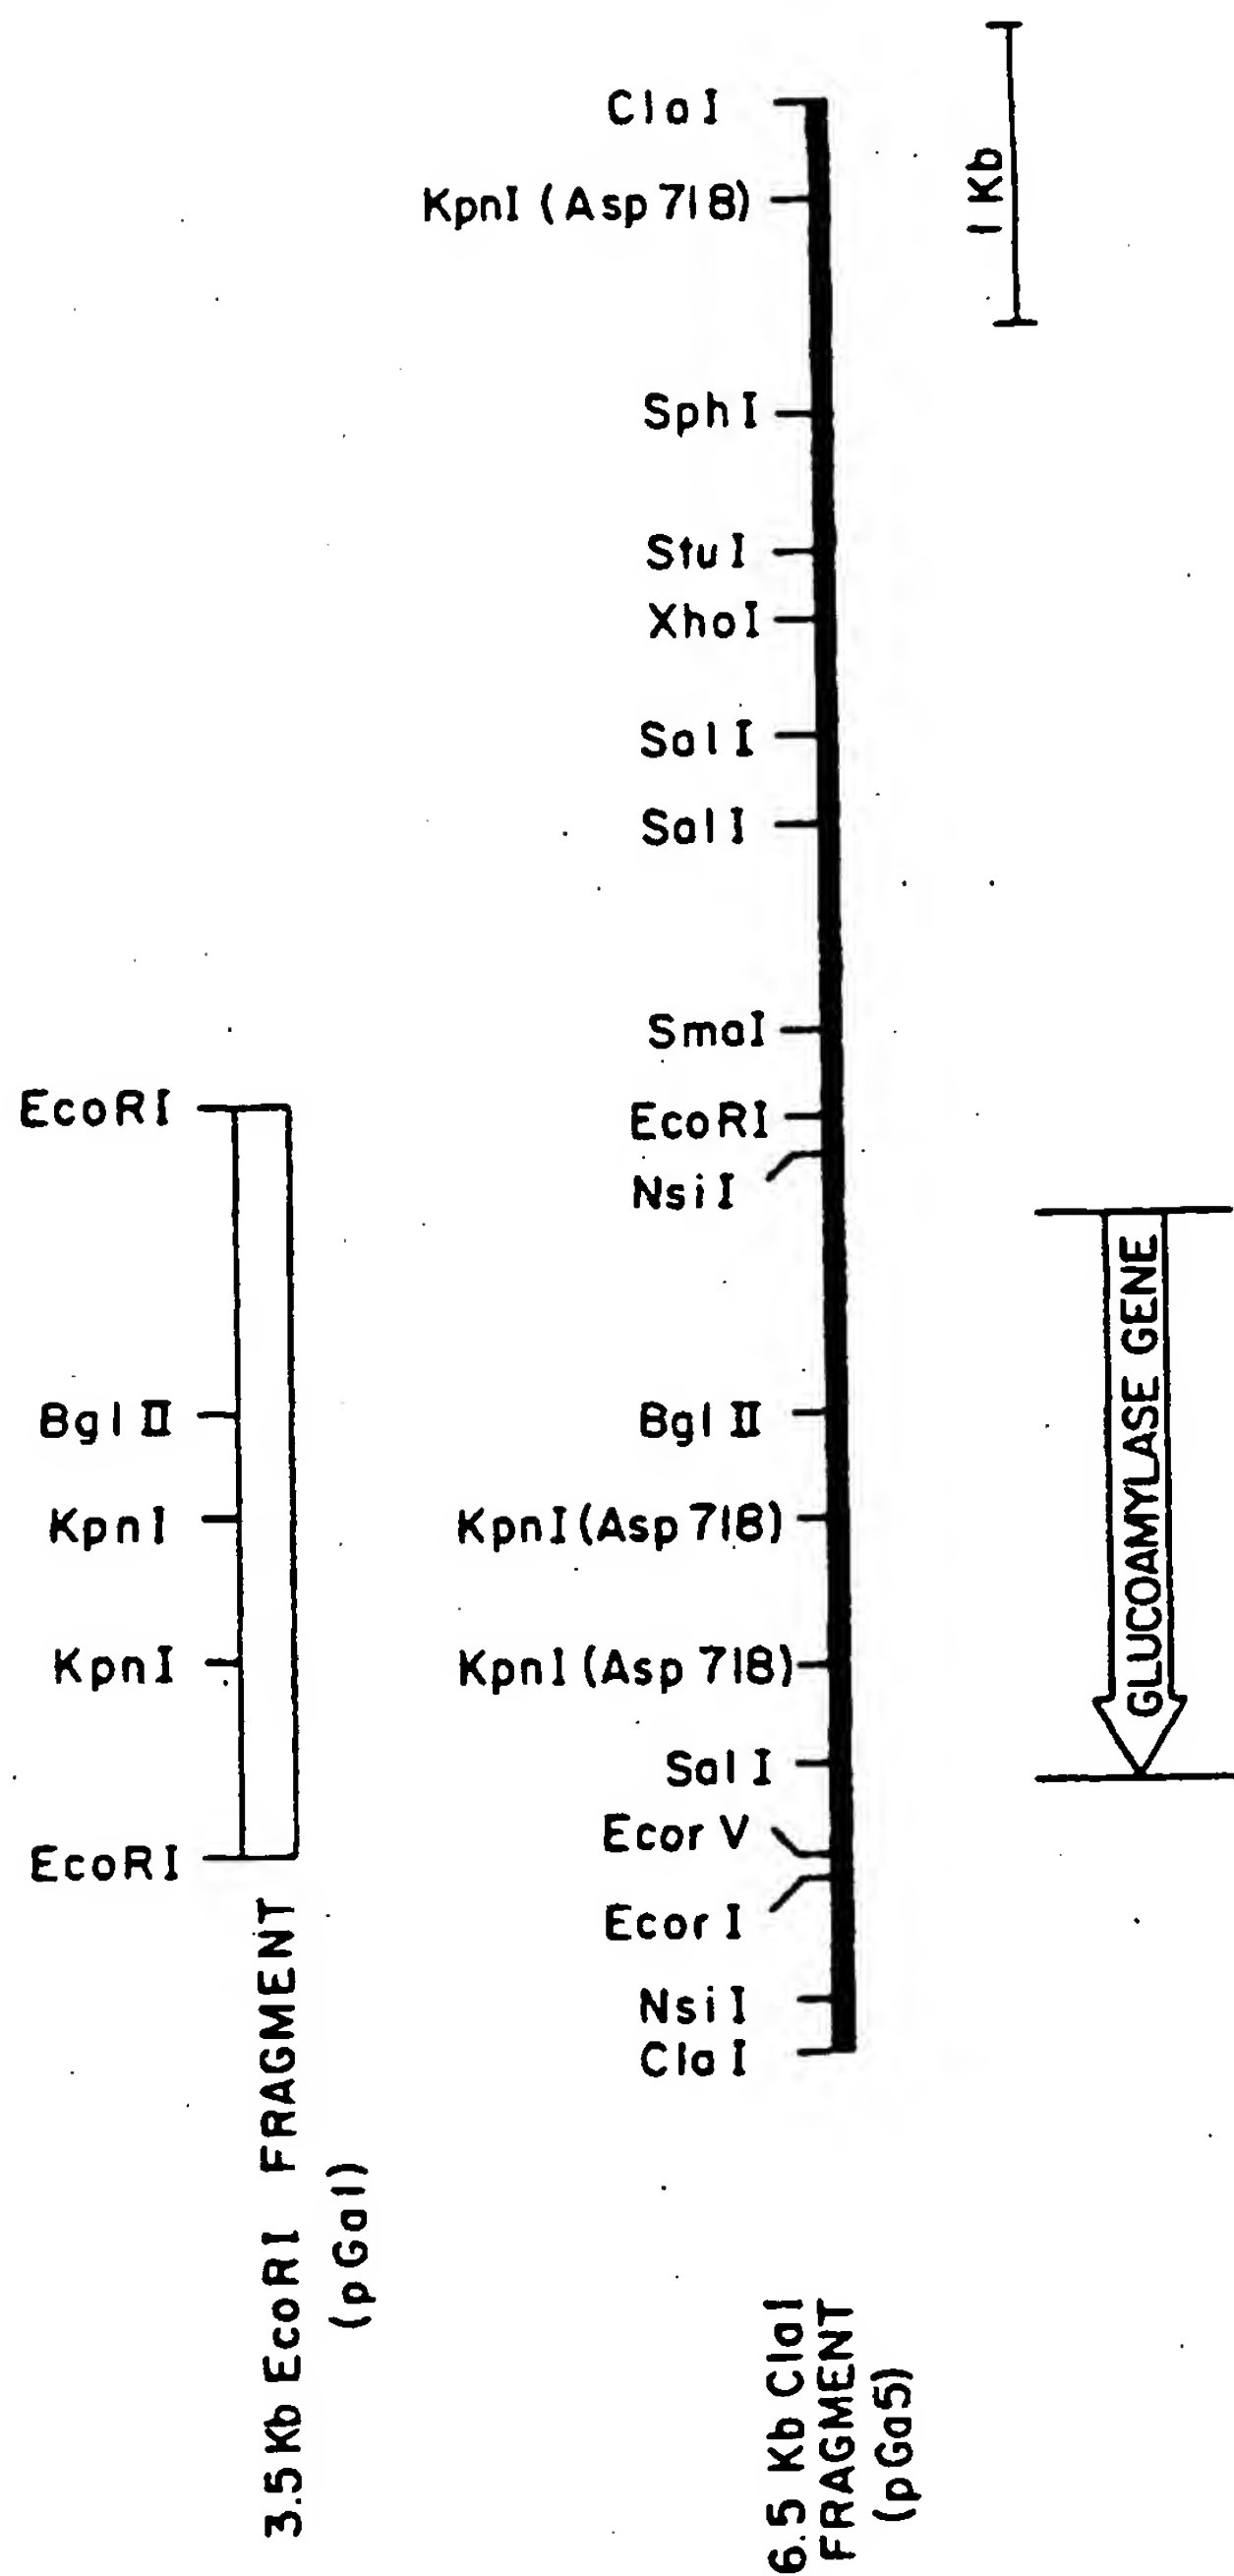 ClaI
KpnI (Asp 718)
1 Kb
SphI
StuI
XhoI
SalI
SalI
SmaI
EcoRI
EcoRI
NsiI
BglII
BglII
KpnI
KpnI (Asp 718)
KpnI
KpnI (Asp 718)
GLUCOAMYLASE GENE
SalI
Ecor V
EcoRI
Ecor I
NsiI
ClaI
3.5 Kb EcoRI FRAGMENT
(pGa1)
6.5 Kb ClaI
FRAGMENT
(pGa5)